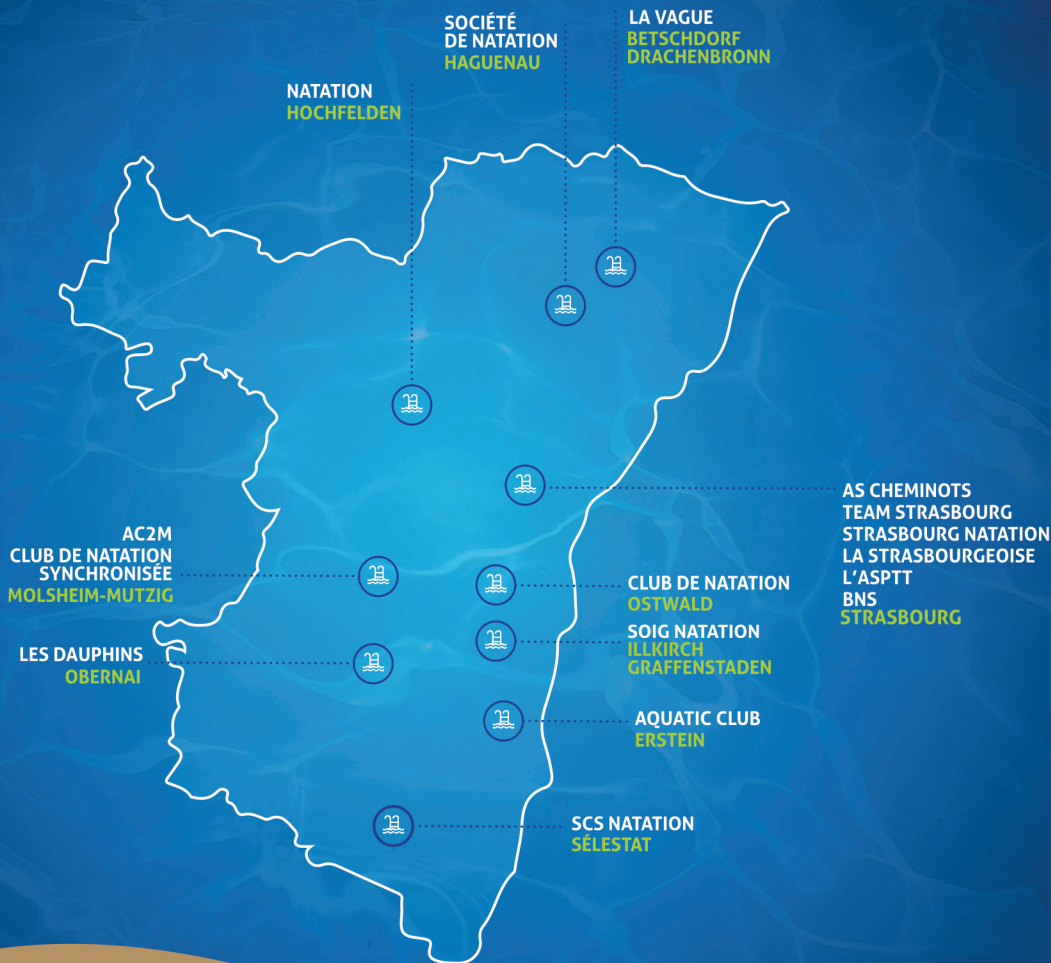 SOCIÉTÉ
DE NATATION
HAGUENAU
LA VAGUE
BETSCHDORF
DRACHENBRONN
NATATION
HOCHFELDEN
AS CHEMINOTS
TEAM STRASBOURG
STRASBOURG NATATION
LA STRASBOURGEOISE
L'ASPTT
BNS
STRASBOURG
AC2M
CLUB DE NATATION
SYNCHRONISÉE
MOLSHEIM-MUTZIG
CLUB DE NATATION
OSTWALD
SOIG NATATION
ILLKIRCH
GRAFFENSTADEN
LES DAUPHINS
OBERNAI
AQUATIC CLUB
ERSTEIN
SCS NATATION
SÉLESTAT